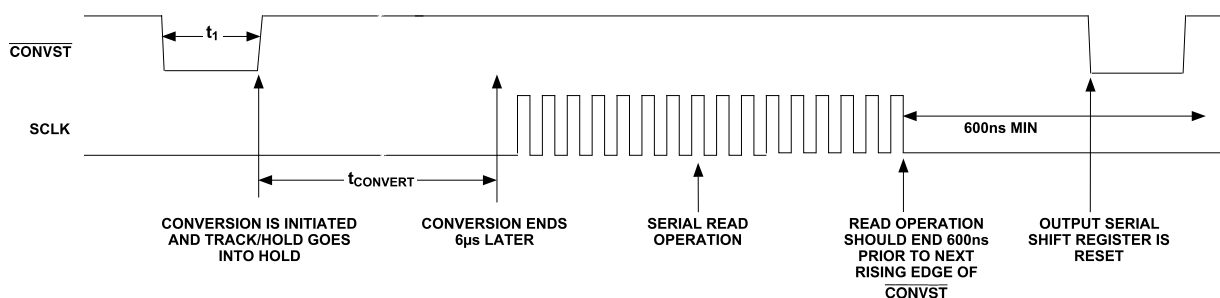 t1
CONVST
SCLK
600ns MIN
tCONVERT
CONVERSION IS INITIATED
AND TRACK/HOLD GOES
INTO HOLD
CONVERSION ENDS
6µs LATER
SERIAL READ
OPERATION
READ OPERATION
SHOULD END 600ns
PRIOR TO NEXT
RISING EDGE OF
CONVST
OUTPUT SERIAL
SHIFT REGISTER IS
RESET